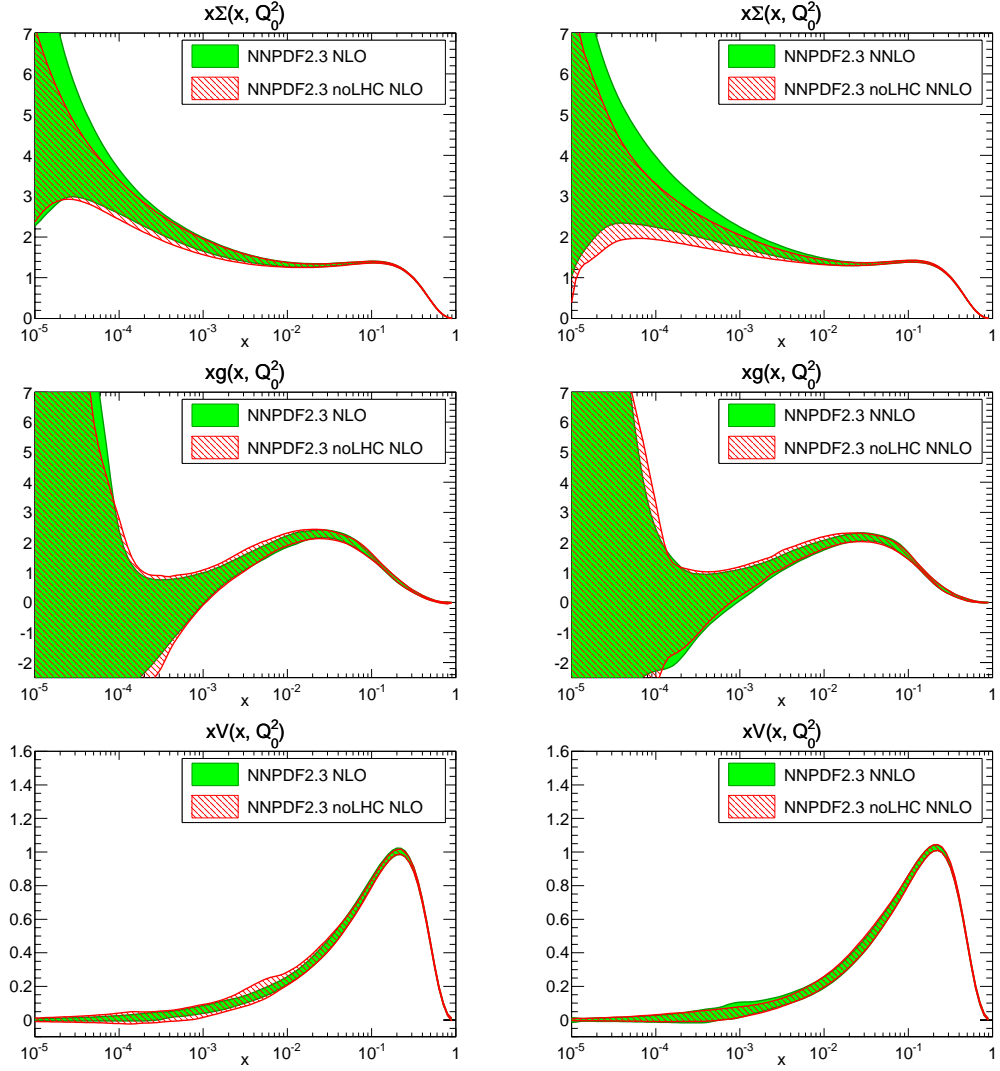 xΣ(x, Q₀²)
7
6
5
4
3
2
1
0
NNPDF2.3 NLO
NNPDF2.3 noLHC NLO
10⁻⁵ 10⁻⁴ 10⁻³ 10⁻² 10⁻¹ 1
x
xΣ(x, Q₀²)
7
6
5
4
3
2
1
0
NNPDF2.3 NNLO
NNPDF2.3 noLHC NNLO
10⁻⁵ 10⁻⁴ 10⁻³ 10⁻² 10⁻¹ 1
x
xg(x, Q₀²)
7
6
5
4
3
2
1
0
-1
-2
NNPDF2.3 NLO
NNPDF2.3 noLHC NLO
10⁻⁵ 10⁻⁴ 10⁻³ 10⁻² 10⁻¹ 1
x
xg(x, Q₀²)
7
6
5
4
3
2
1
0
-1
-2
NNPDF2.3 NNLO
NNPDF2.3 noLHC NNLO
10⁻⁵ 10⁻⁴ 10⁻³ 10⁻² 10⁻¹ 1
x
xV(x, Q₀²)
1.6
1.4
1.2
1
0.8
0.6
0.4
0.2
0
NNPDF2.3 NLO
NNPDF2.3 noLHC NLO
10⁻⁵ 10⁻⁴ 10⁻³ 10⁻² 10⁻¹ 1
x
xV(x, Q₀²)
1.6
1.4
1.2
1
0.8
0.6
0.4
0.2
0
NNPDF2.3 NNLO
NNPDF2.3 noLHC NNLO
10⁻⁵ 10⁻⁴ 10⁻³ 10⁻² 10⁻¹ 1
x